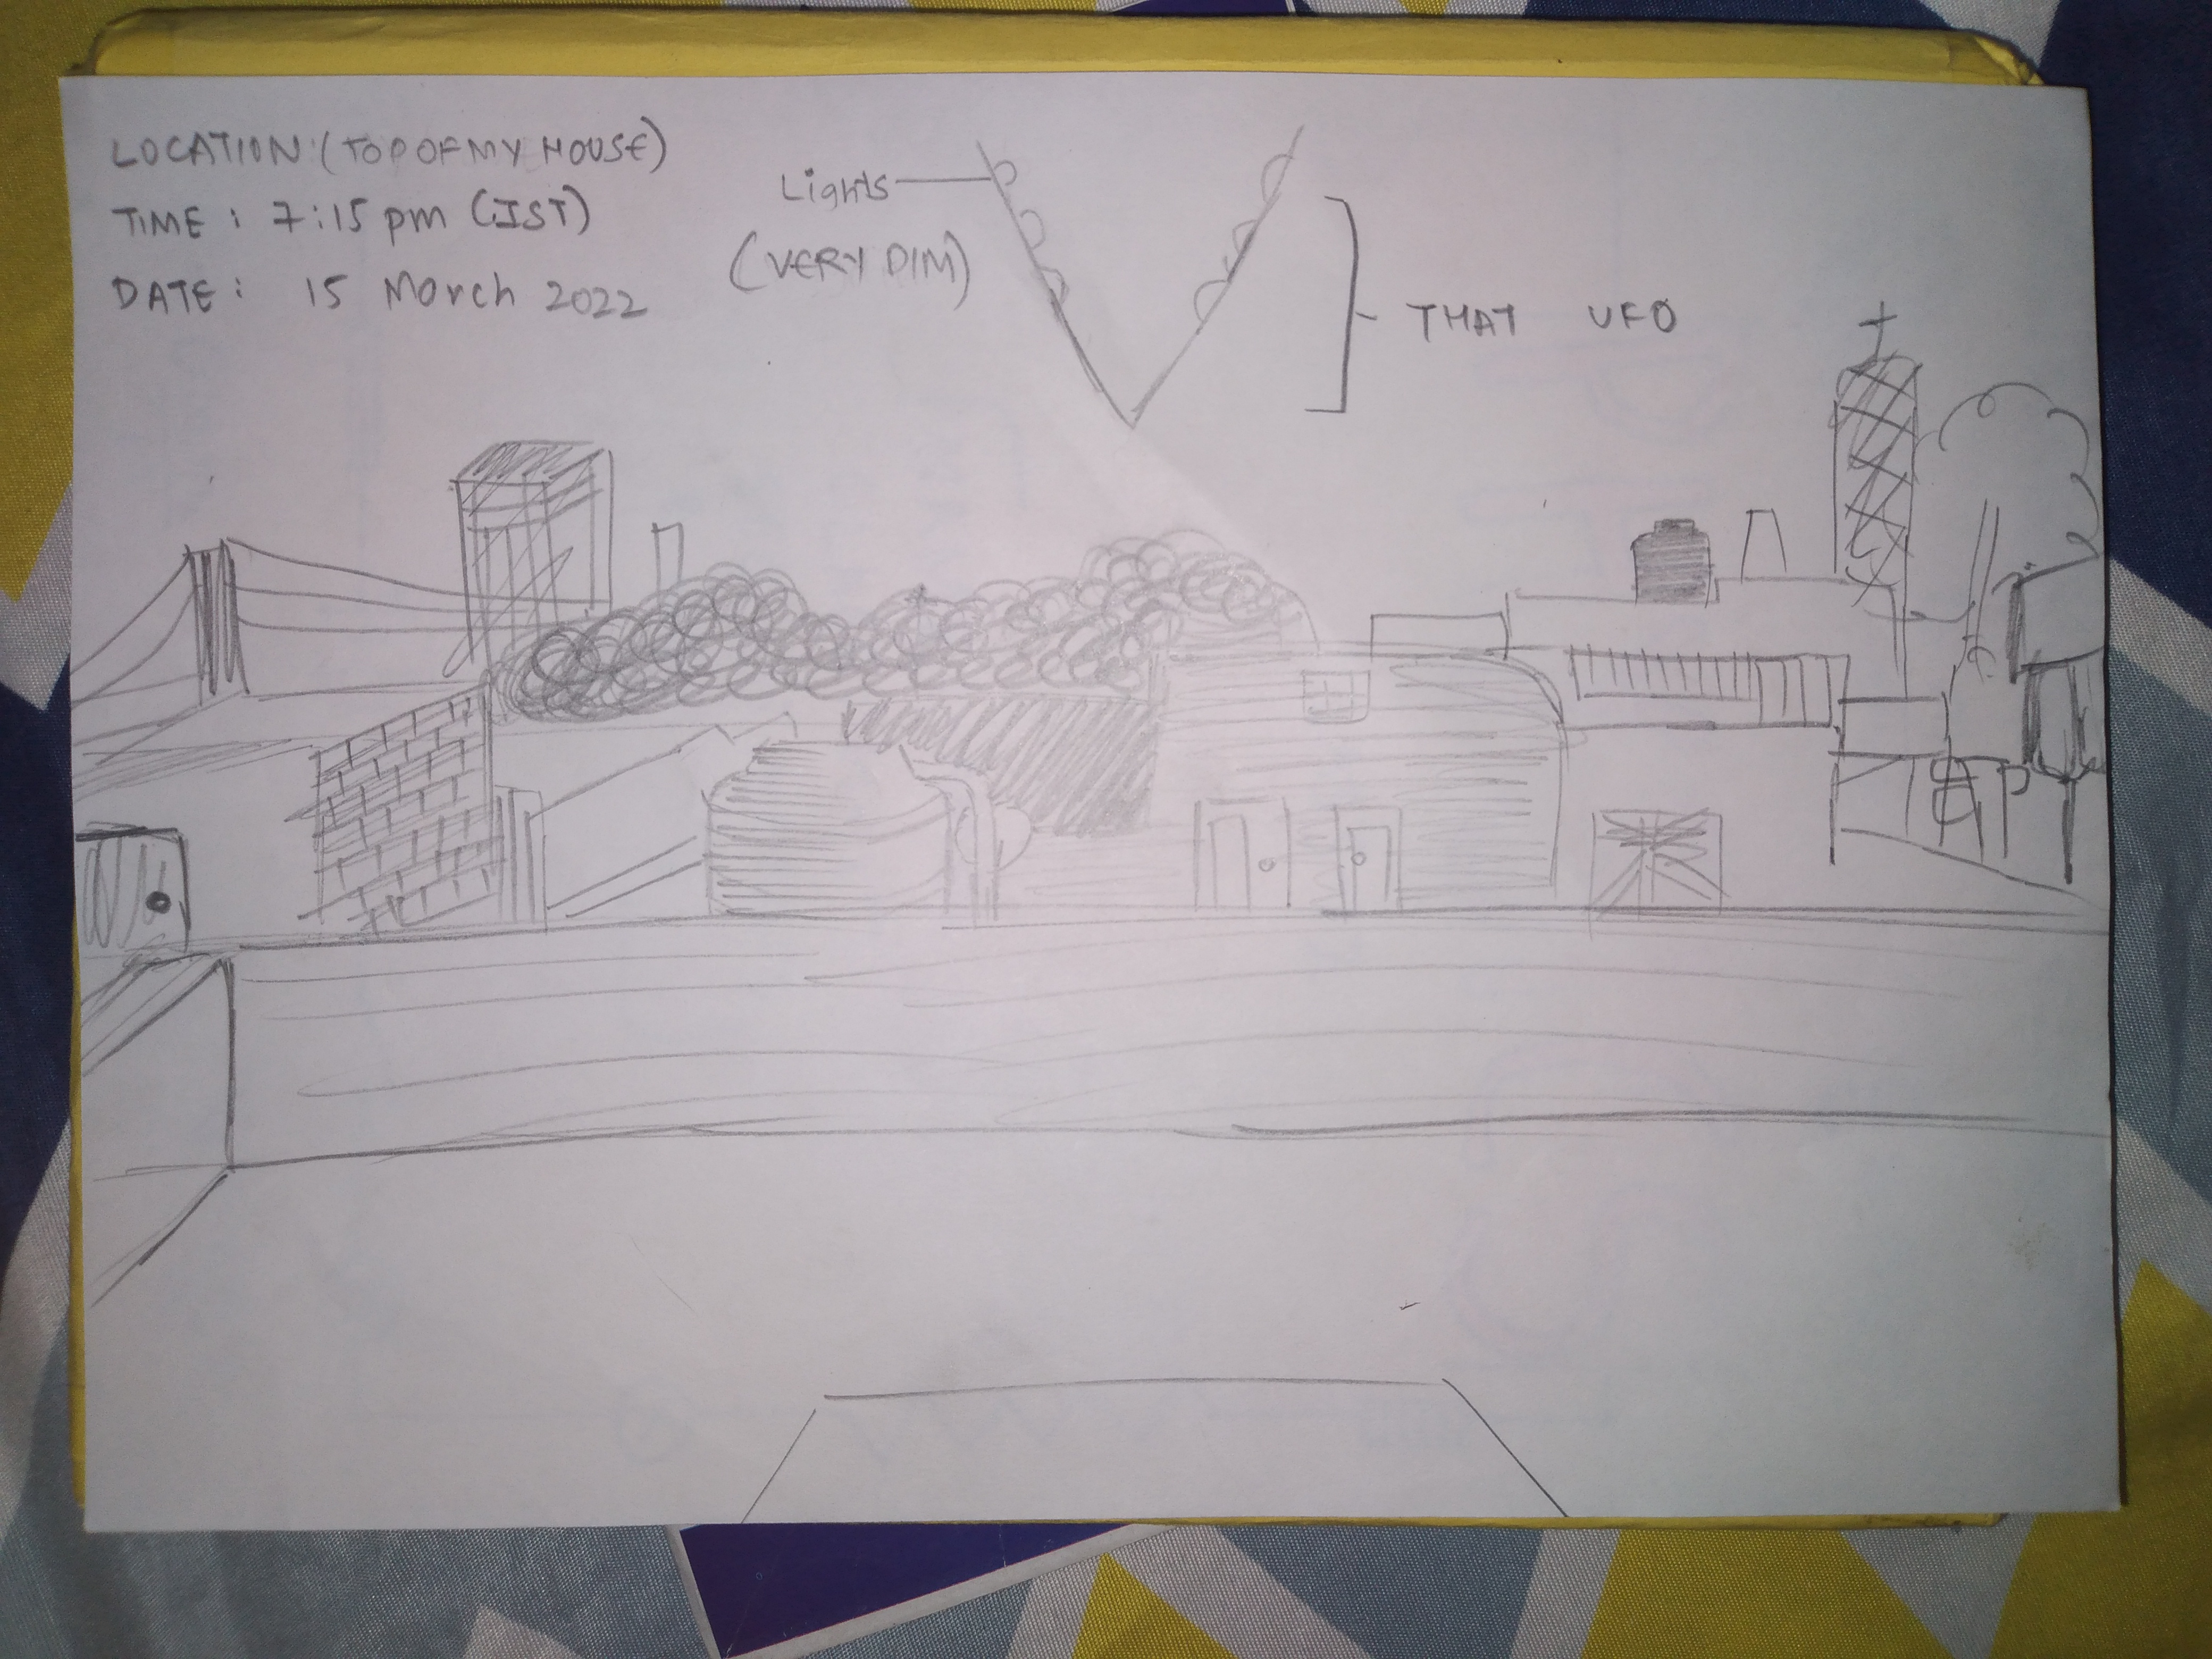 LOCATION:(TOP OF MY HOUSE)
TIME : 7:15 pm (IST)
DATE : 15 March 2022
Lights
(VERY DIM)
THAT UFO